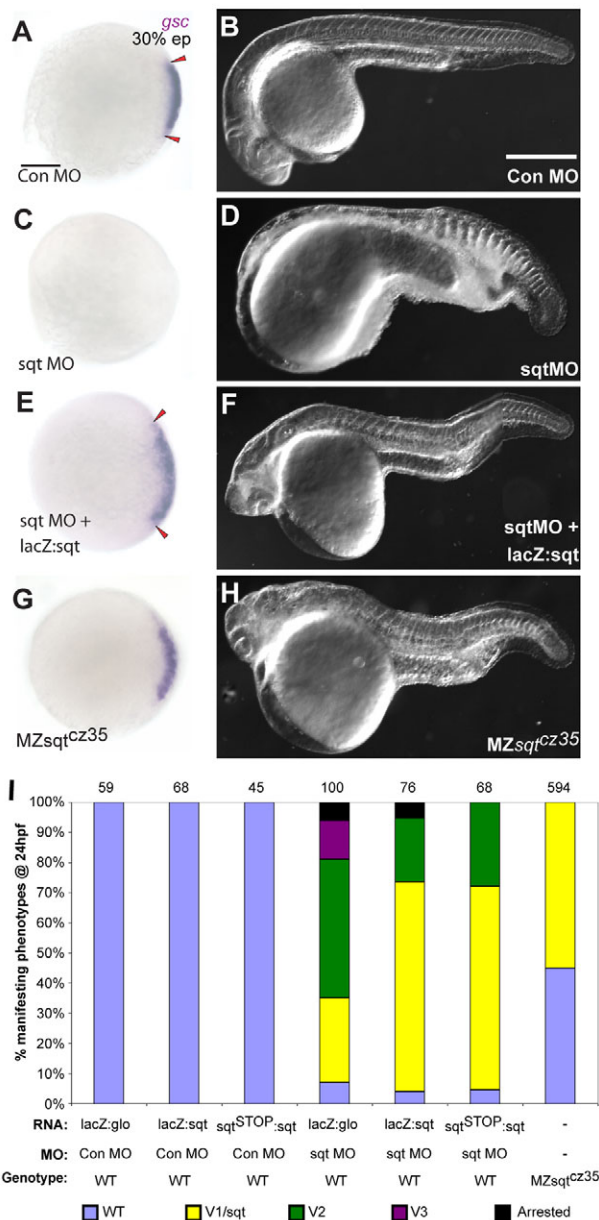 A
gsc
30% ep
Con MO
B
Con MO
C
sqt MO
D
sqtMO
E
sqt MO +
lacZ:sqt
F
sqtMO +
lacZ:sqt
G
MZsqtcz35
H
MZsqtcz35
I
59 68 45 100 76 68 594
100%
90%
80%
70%
60%
50%
40%
30%
20%
10%
0%
% manifesting phenotypes @ 24hpf
RNA: lacZ:glo lacZ:sqt sqtSTOP:sqt lacZ:glo lacZ:sqt sqtSTOP:sqt -
MO: Con MO Con MO Con MO sqt MO sqt MO sqt MO -
Genotype: WT WT WT WT WT WT MZsqtcz35
WT V1/sqt V2 V3 Arrested